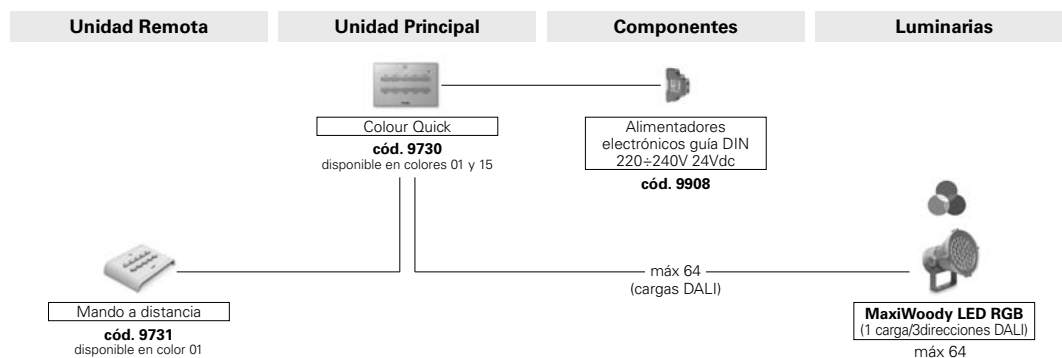 Unidad Remota
Unidad Principal
Componentes
Luminarias
Colour Quick
cód. 9730
disponible en colores 01 y 15
Alimentadores
electrónicos guía DIN
220÷240V 24Vdc
cód. 9908
Mando a distancia
cód. 9731
disponible en color 01
máx 64
(cargas DALI)
MaxiWoody LED RGB
(1 carga/3direcciones DALI)
máx 64